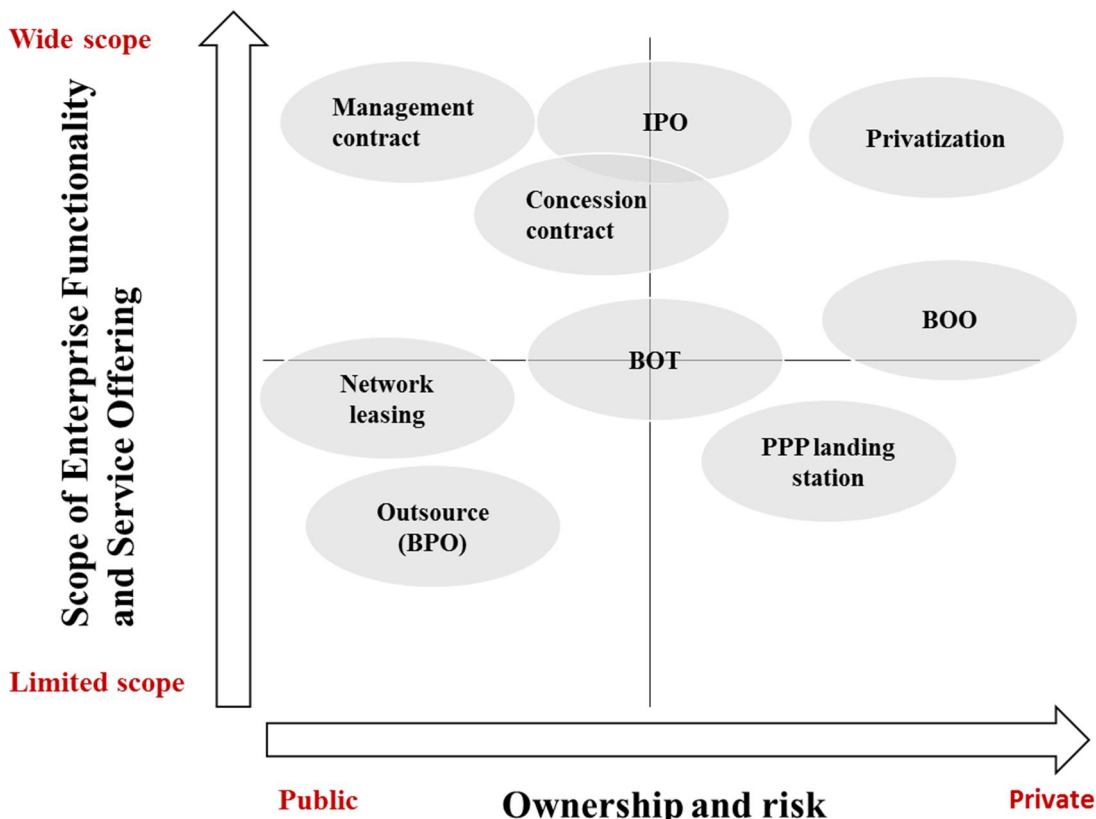 Wide scope
Scope of Enterprise Functionality
and Service Offering
Limited scope
Management
contract
IPO
Privatization
Concession
contract
BOO
BOT
Network
leasing
PPP landing
station
Outsource
(BPO)
Public
Ownership and risk
Private